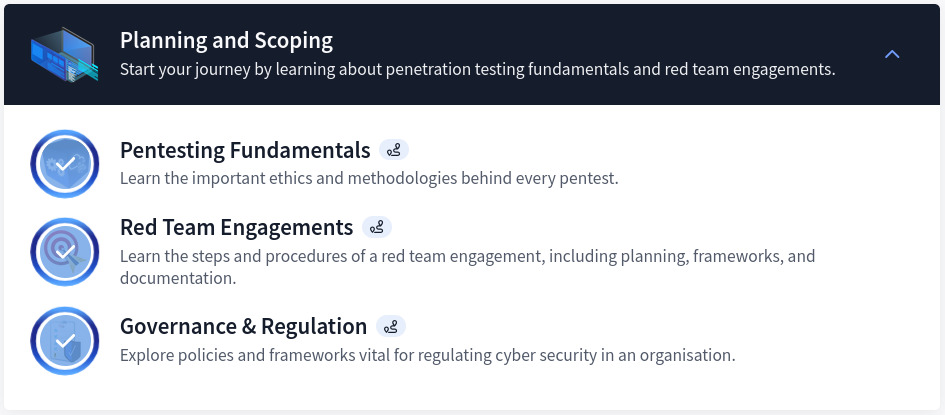 Planning and Scoping
Start your journey by learning about penetration testing fundamentals and red team engagements.
Pentesting Fundamentals
Learn the important ethics and methodologies behind every pentest.
Red Team Engagements
Learn the steps and procedures of a red team engagement, including planning, frameworks, and
documentation.
Governance & Regulation
Explore policies and frameworks vital for regulating cyber security in an organisation.